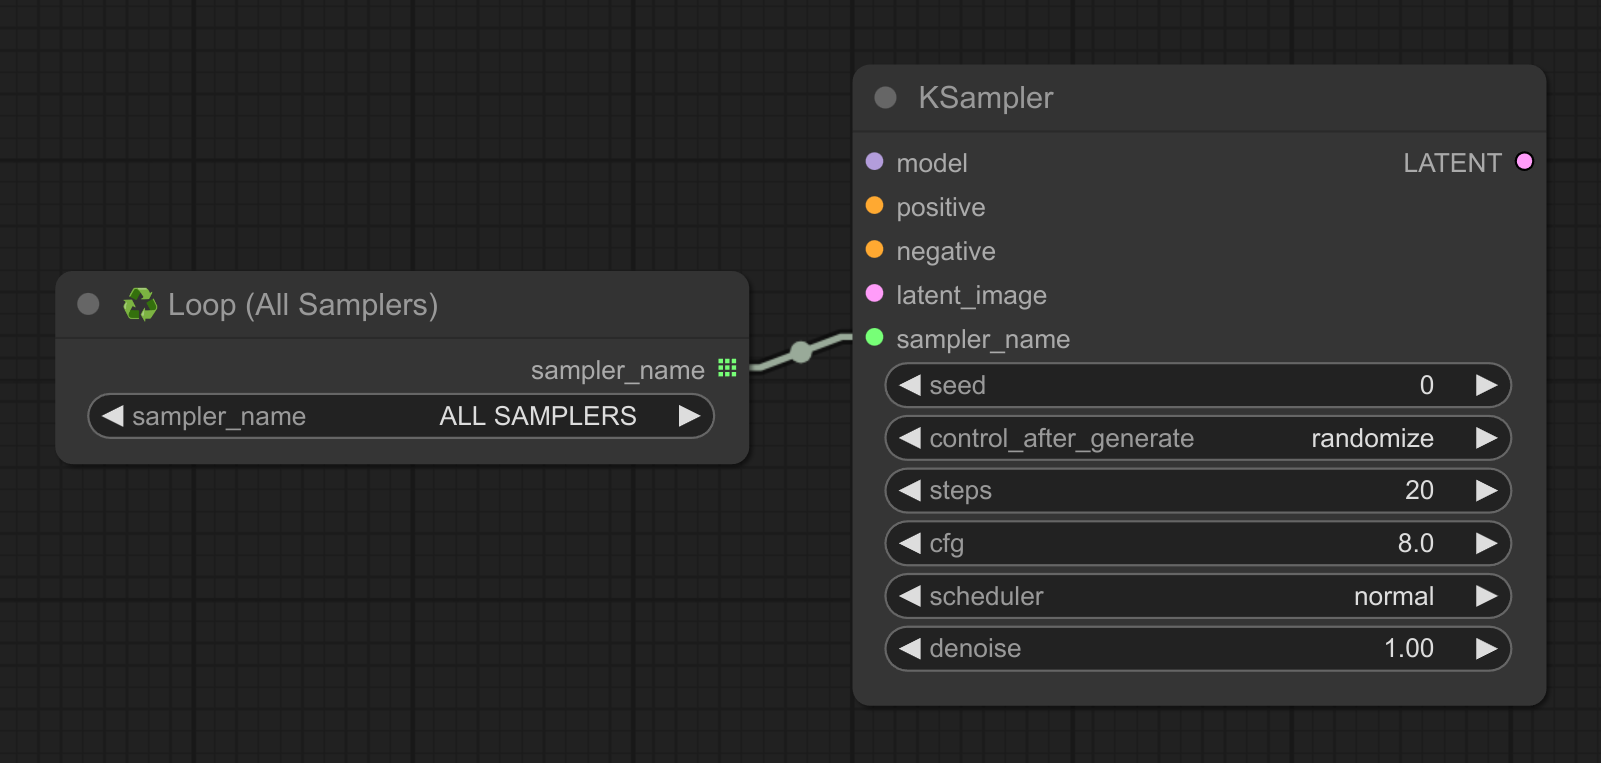 ♻️ Loop (All Samplers)
sampler_name
sampler_name ALL SAMPLERS
KSampler
model LATENT
positive
negative
latent_image
sampler_name
seed 0
control_after_generate randomize
steps 20
cfg 8.0
scheduler normal
denoise 1.00